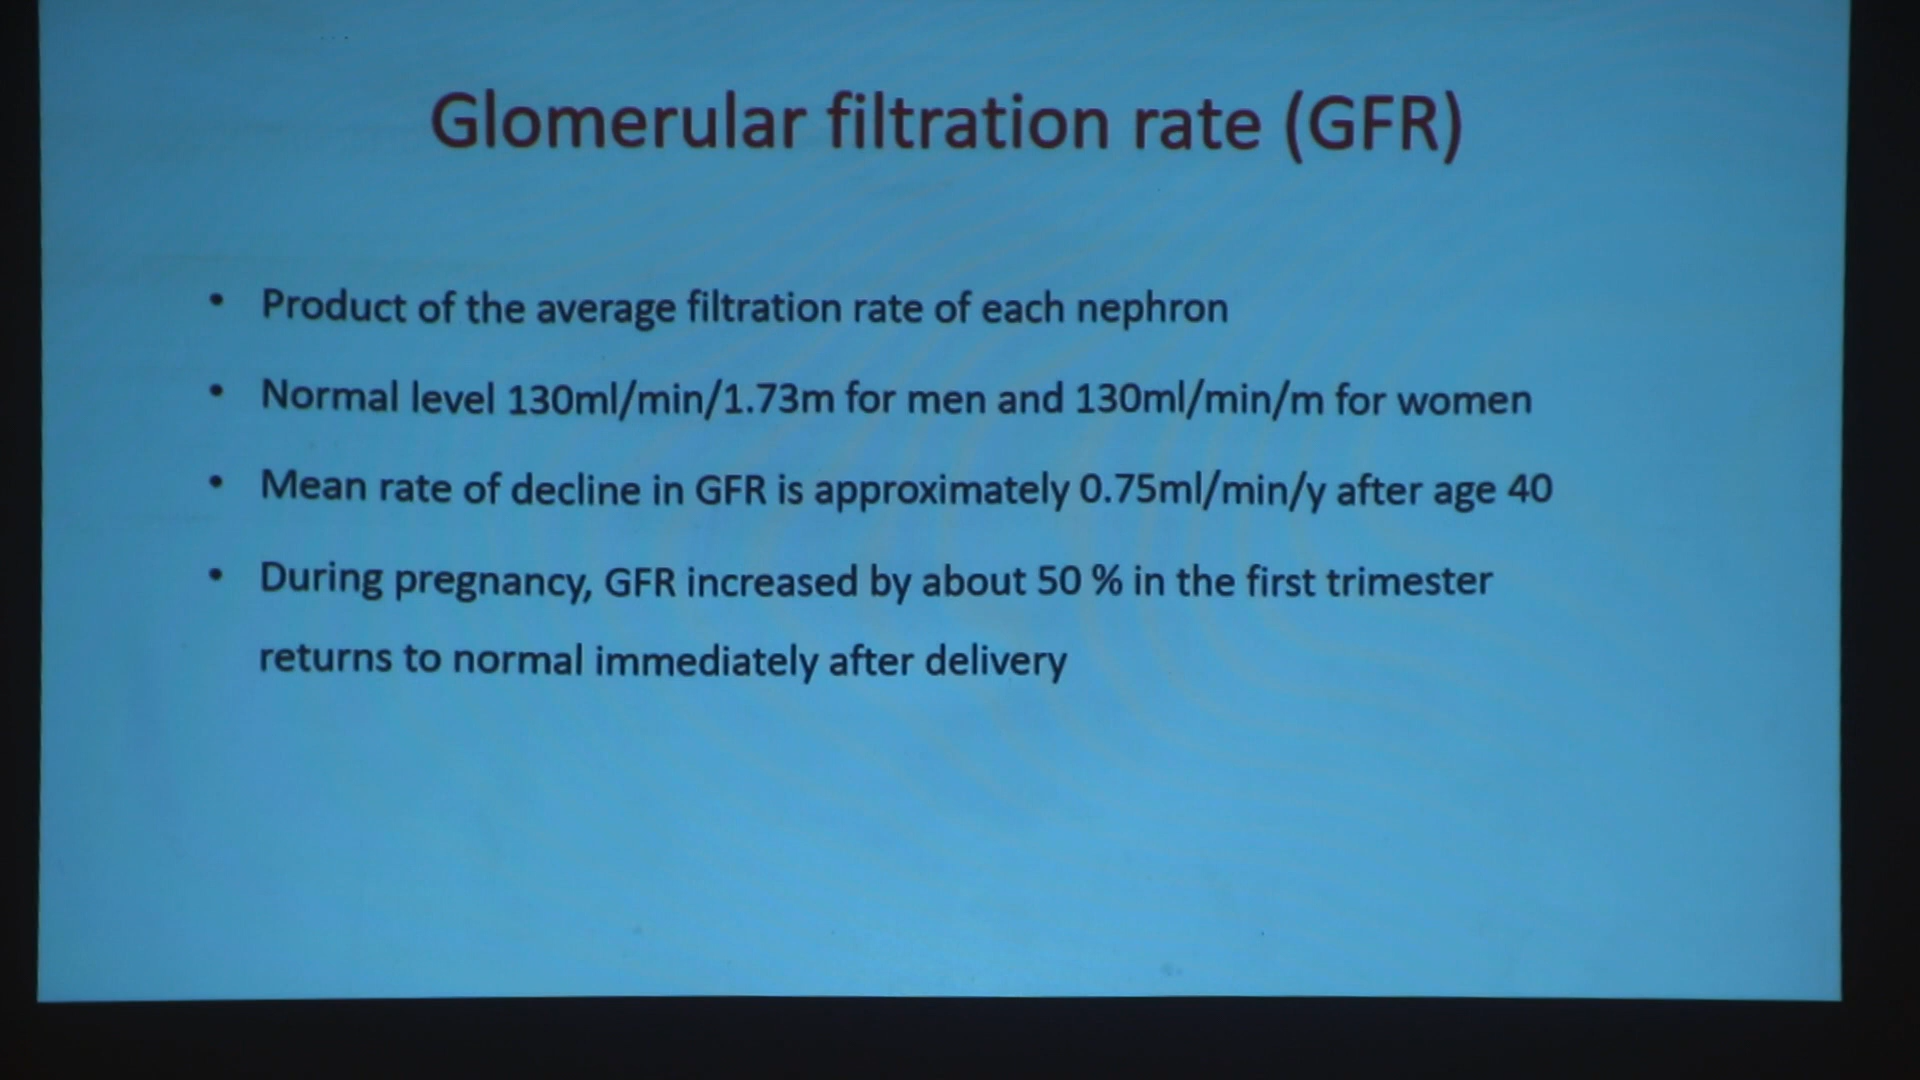 Glomerular filtration rate (GFR)
• Product of the average filtration rate of each nephron
• Normal level 130ml/min/1.73m for men and 130ml/min/m for women
• Mean rate of decline in GFR is approximately 0.75ml/min/y after age 40
• During pregnancy, GFR increased by about 50 % in the first trimester
returns to normal immediately after delivery